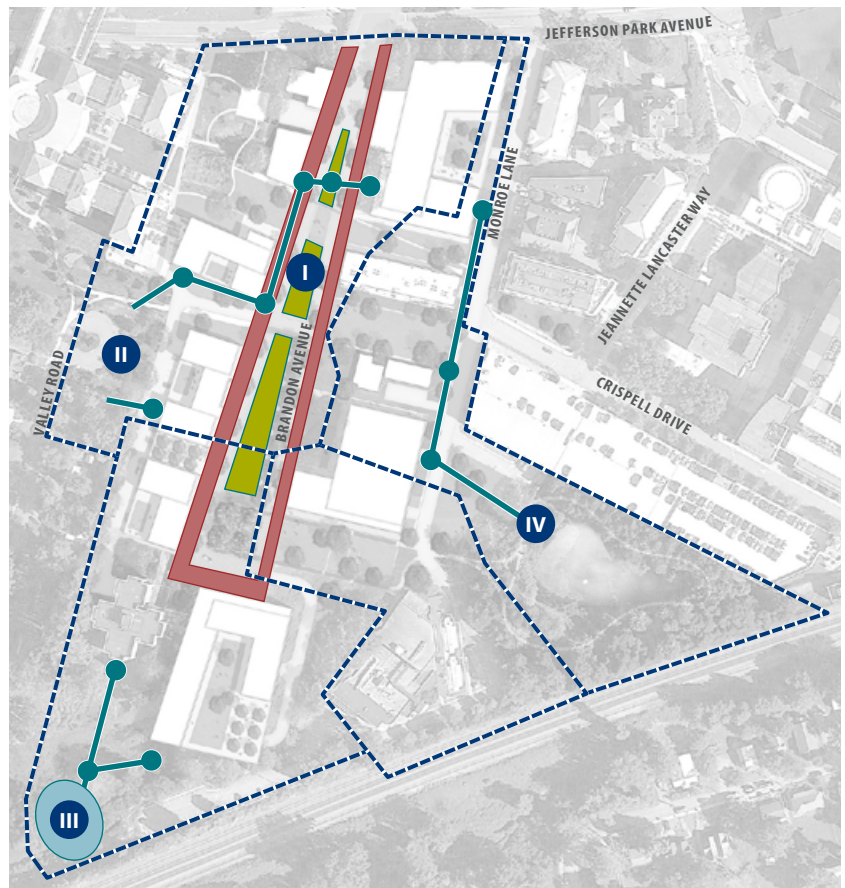 JEFFERSON PARK AVENUE
MONROE LANE
JEANNETTE LANCASTER WAY
I
II
VALLEY ROAD
BRANDON AVENUE
CRISPELL DRIVE
IV
III